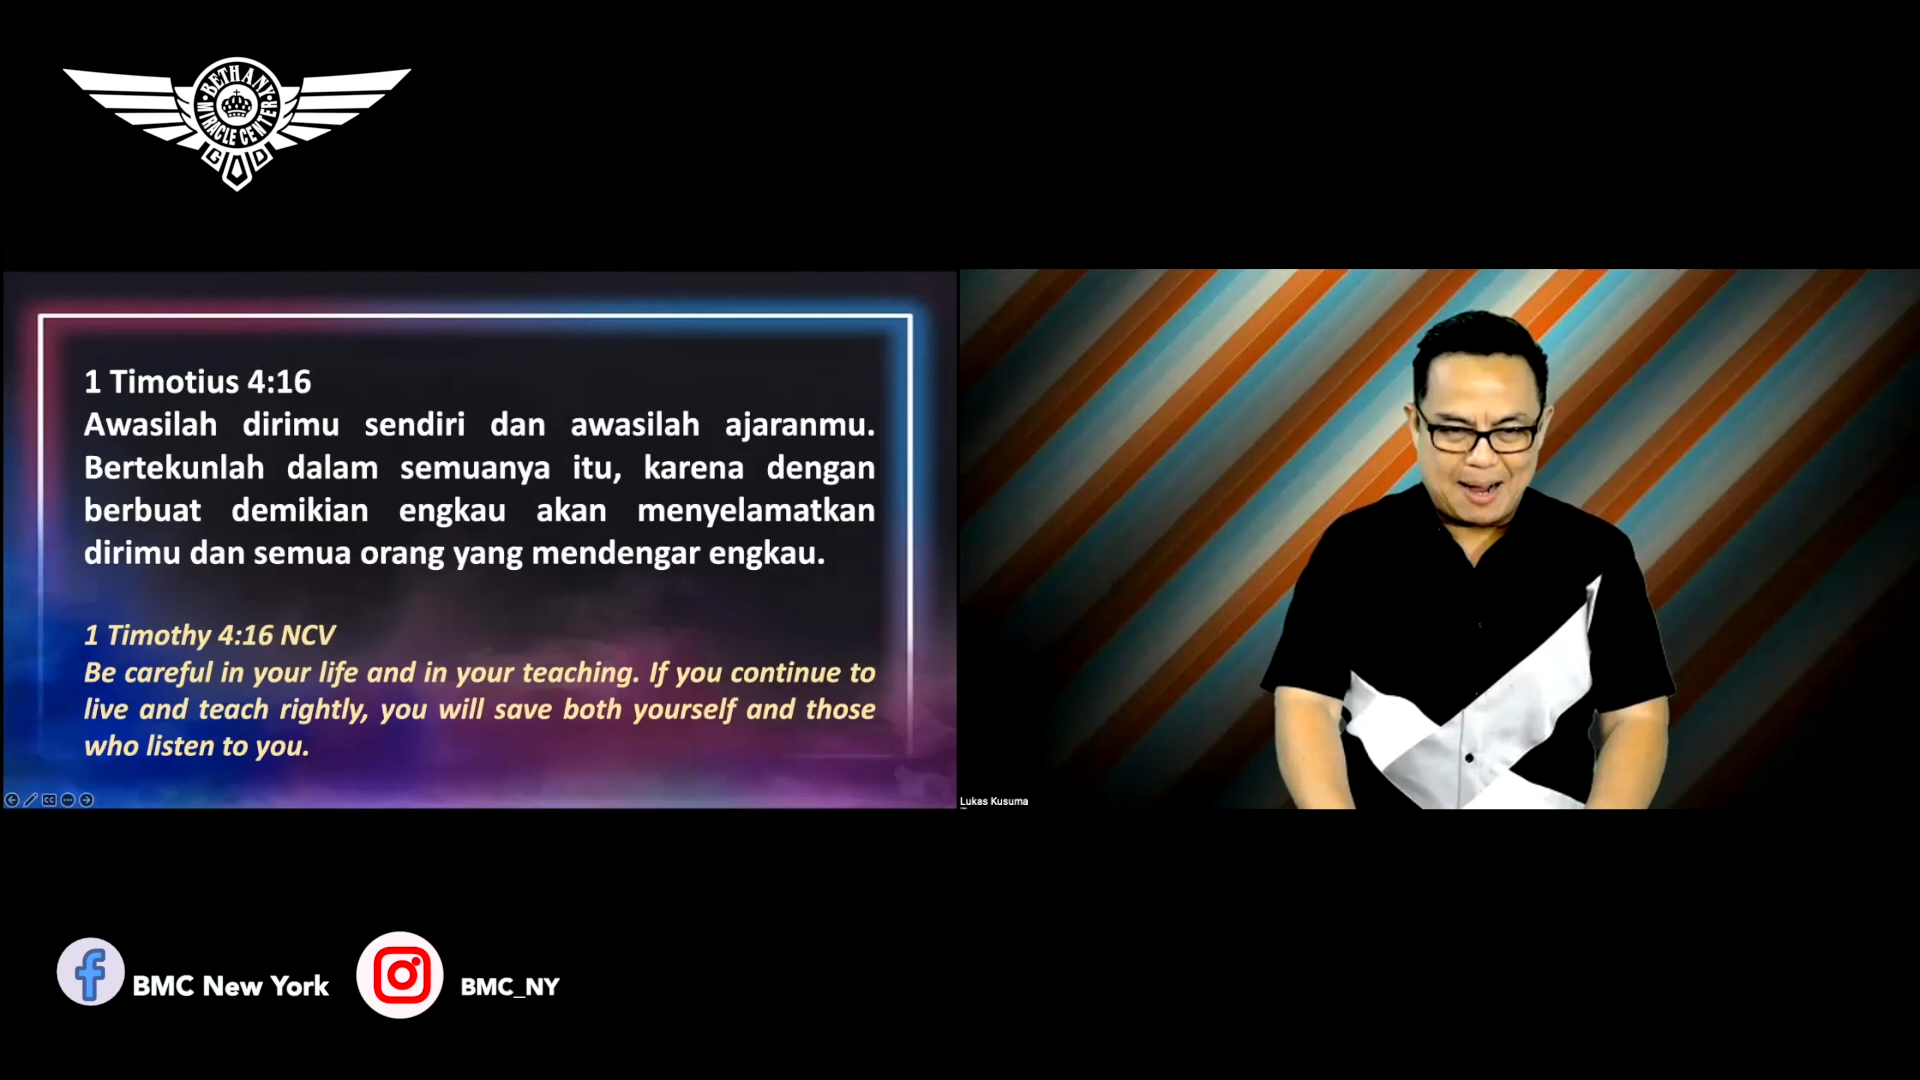 BETHANY
MIRACLE CENTER
GAD
1 Timotius 4:16
Awasilah dirimu sendiri dan awasilah ajaranmu.
Bertekunlah dalam semuanya itu, karena dengan
berbuat demikian engkau akan menyelamatkan
dirimu dan semua orang yang mendengar engkau.
1 Timothy 4:16 NCV
Be careful in your life and in your teaching. If you continue to
live and teach rightly, you will save both yourself and those
who listen to you.
CC
Lukas Kusuma
BMC New York
BMC_NY